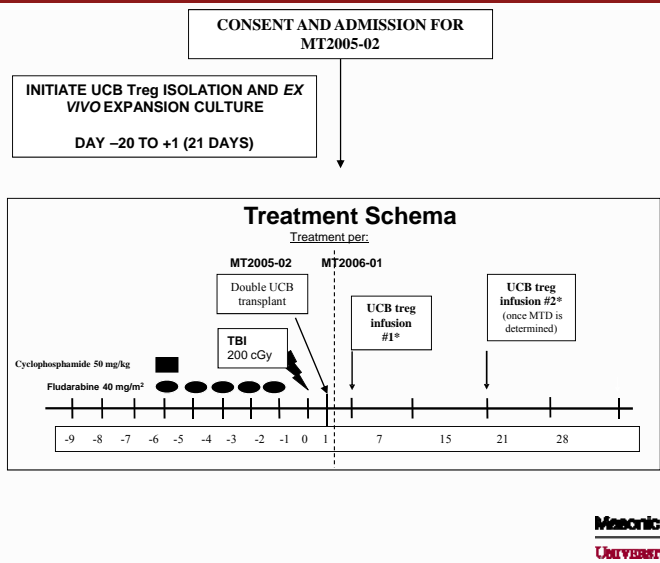 CONSENT AND ADMISSION FOR
MT2005-02
INITIATE UCB Treg ISOLATION AND EX
VIVO EXPANSION CULTURE
DAY –20 TO +1 (21 DAYS)
Treatment Schema
Treatment per:
MT2005-02 MT2006-01
Double UCB
transplant
UCB treg
infusion
#1*
UCB treg
infusion #2*
(once MTD is
determined)
TBI
200 cGy
Cyclophosphamide 50 mg/kg
Fludarabine 40 mg/m²
-9 -8 -7 -6 -5 -4 -3 -2 -1 0 1 7 15 21 28
Masonic